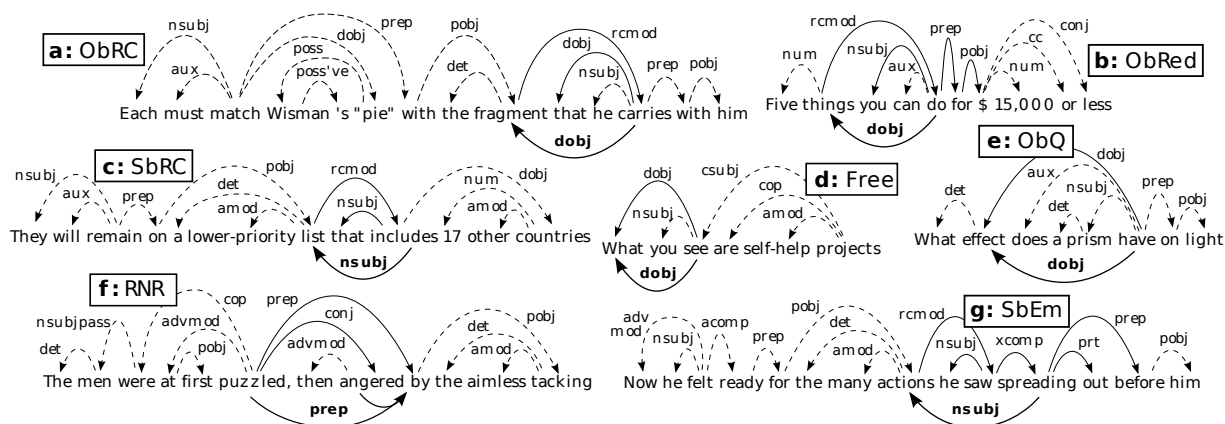 a: ObRC
nsubj
aux
prep
dobj
poss
poss've
pobj
det
rcmod
dobj
nsubj
prep
pobj
Each must match Wisman 's "pie" with the fragment that he carries with him
dobj
b: ObRed
rcmod
num
nsubj
aux
prep
pobj
conj
cc
num
Five things you can do for $ 15,000 or less
dobj
c: SbRC
nsubj
aux
prep
pobj
det
amod
rcmod
nsubj
num
amod
dobj
They will remain on a lower-priority list that includes 17 other countries
nsubj
d: Free
dobj
nsubj
csubj
cop
amod
What you see are self-help projects
dobj
e: ObQ
det
aux
dobj
nsubj
det
prep
pobj
What effect does a prism have on light
dobj
f: RNR
det
nsubjpass
cop
advmod
pobj
prep
conj
advmod
det
amod
pobj
The men were at first puzzled, then angered by the aimless tacking
prep
g: SbEm
adv
mod
nsubj
acomp
prep
pobj
det
amod
rcmod
nsubj
xcomp
prt
prep
pobj
Now he felt ready for the many actions he saw spreading out before him
nsubj